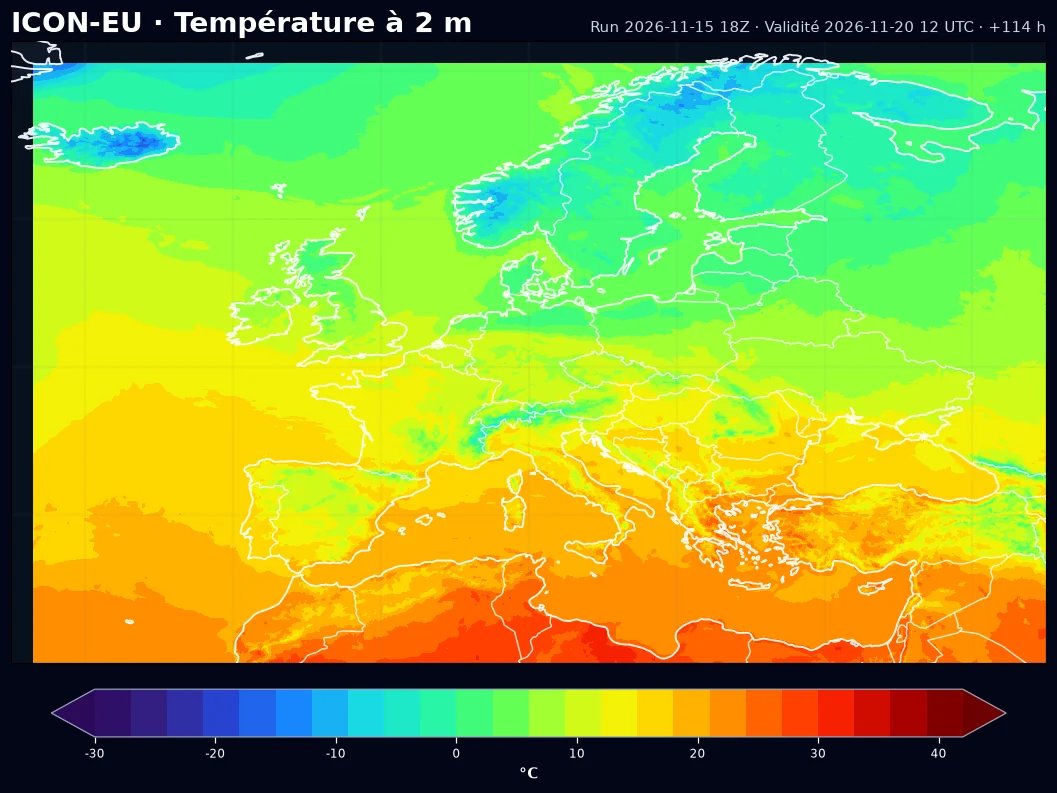 ICON-EU · Température à 2 m
Run 2026-11-15 18Z · Validité 2026-11-20 12 UTC · +114 h
-30 -20 -10 0 10 20 30 40
°C